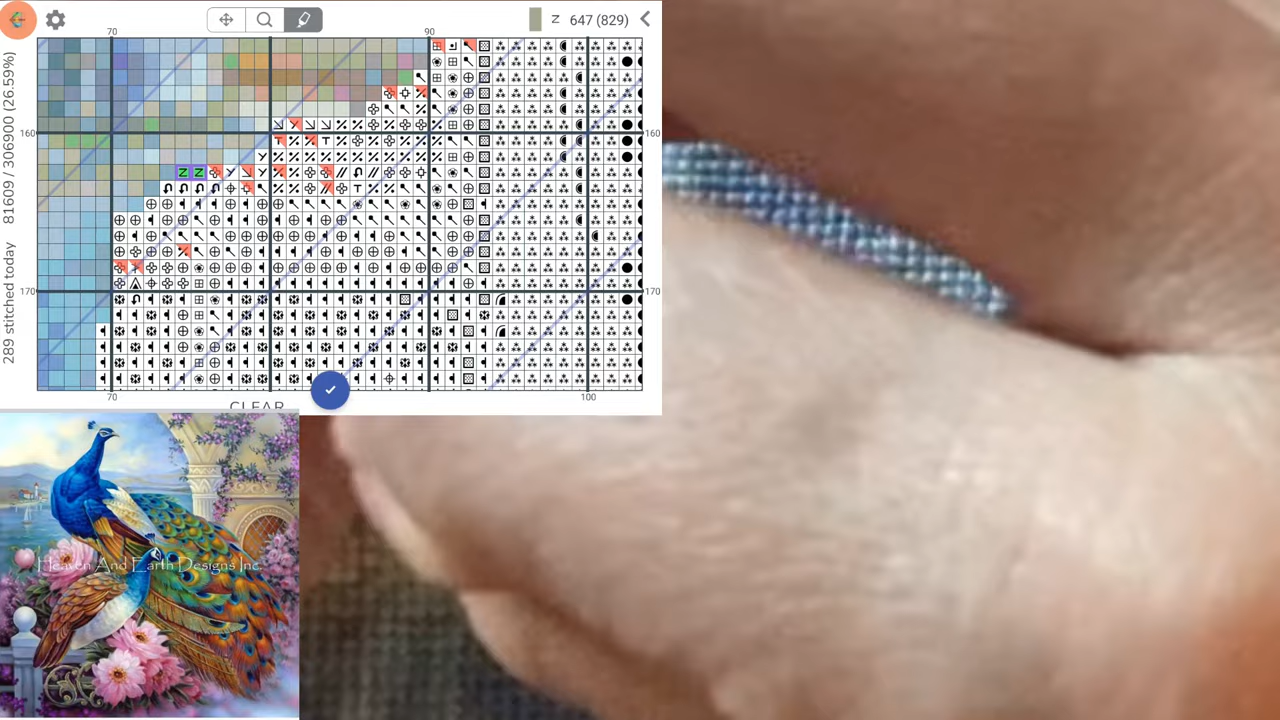 Z 647 (829)
70 90
160 160
170 170
70 100
CLEAR
289 stitched today 81609 / 306900 (26.59%)
Heaven And Earth Designs Inc.